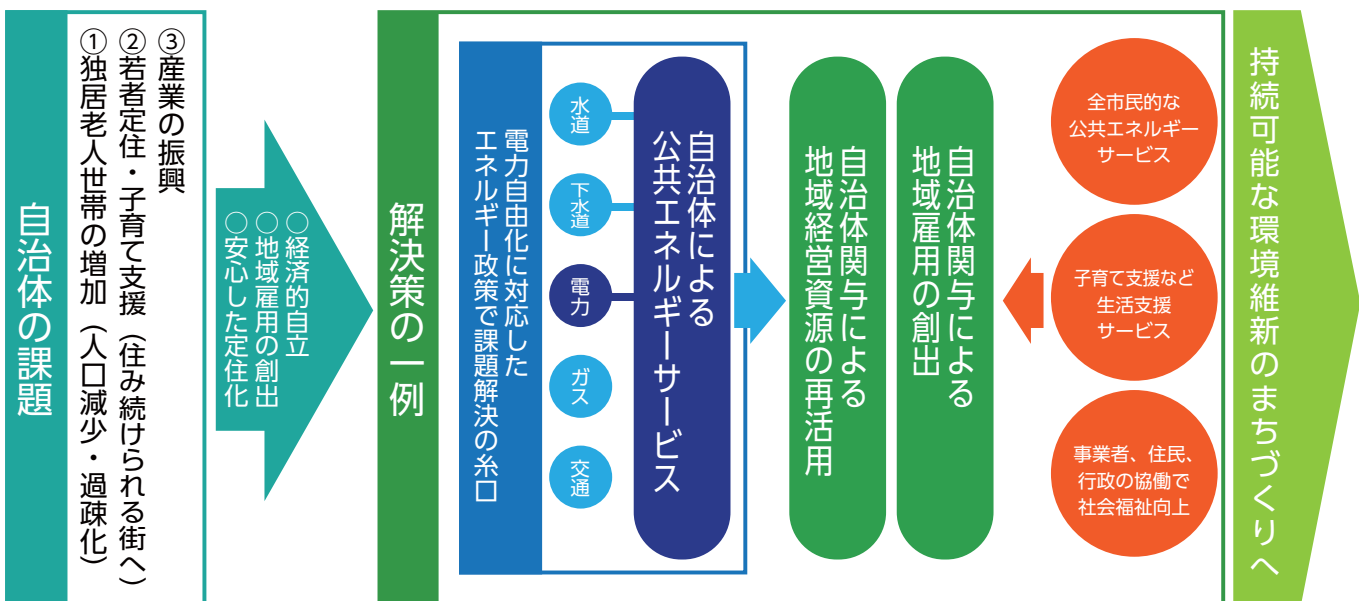 自治体の課題
①独居老人世帯の増加（人口減少・過疎化）
②若者定住・子育て支援（住み続けられる街へ）
③産業の振興
○経済的自立
○地域雇用の創出
○安心した定住化
解決策の一例
電力自由化に対応した
エネルギー政策で課題解決の糸口
水道
下水道
電力
ガス
交通
自治体による
公共エネルギーサービス
自治体関与による
地域経営資源の再活用
自治体関与による
地域雇用の創出
全市民的な
公共エネルギー
サービス
子育て支援など
生活支援
サービス
事業者、住民、
行政の協働で
社会福祉向上
持続可能な環境維新のまちづくりへ